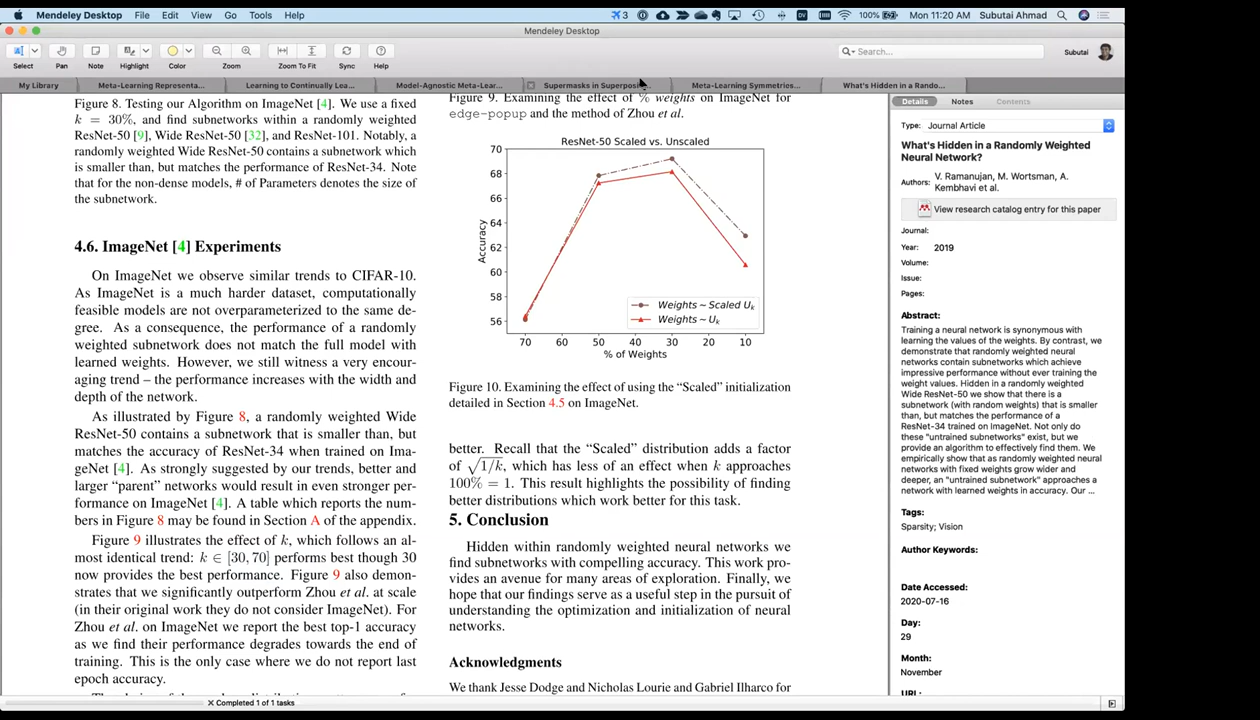 Mendeley Desktop File Edit View Go Tools Help
3 100% Mon 11:20 AM Subutai Ahmad
Mendeley Desktop
Select Pan Note Highlight Color Zoom Zoom To Fit Sync Help
Search...
Subutai
My Library Meta-Learning Representa... Learning to Continually Lea... Model-Agnostic Meta-Lear... Supermasks in Superposi... Meta-Learning Symmetries... What's Hidden in a Rando...
Figure 8. Testing our Algorithm on ImageNet [4]. We use a fixed
k = 30%, and find subnetworks within a randomly weighted
ResNet-50 [9], Wide ResNet-50 [32], and ResNet-101. Notably, a
randomly weighted Wide ResNet-50 contains a subnetwork which
is smaller than, but matches the performance of ResNet-34. Note
that for the non-dense models, # of Parameters denotes the size of
the subnetwork.
4.6. ImageNet [4] Experiments
On ImageNet we observe similar trends to CIFAR-10.
As ImageNet is a much harder dataset, computationally
feasible models are not overparameterized to the same de-
gree. As a consequence, the performance of a randomly
weighted subnetwork does not match the full model with
learned weights. However, we still witness a very encour-
aging trend – the performance increases with the width and
depth of the network.
As illustrated by Figure 8, a randomly weighted Wide
ResNet-50 contains a subnetwork that is smaller than, but
matches the accuracy of ResNet-34 when trained on Ima-
geNet [4]. As strongly suggested by our trends, better and
larger “parent” networks would result in even stronger per-
formance on ImageNet [4]. A table which reports the num-
bers in Figure 8 may be found in Section A of the appendix.
Figure 9 illustrates the effect of k, which follows an al-
most identical trend: k ∈ [30, 70] performs best though 30
now provides the best performance. Figure 9 also demon-
strates that we significantly outperform Zhou et al. at scale
(in their original work they do not consider ImageNet). For
Zhou et al. on ImageNet we report the best top-1 accuracy
as we find their performance degrades towards the end of
training. This is the only case where we do not report last
epoch accuracy.
Figure 9. Examining the effect of % weights on ImageNet for
edge-popup and the method of Zhou et al.
ResNet-50 Scaled vs. Unscaled
70
68
66
64
62
60
58
56
Accuracy
Weights ~ Scaled Uk
Weights ~ Uk
70 60 50 40 30 20 10
% of Weights
Figure 10. Examining the effect of using the “Scaled” initialization
detailed in Section 4.5 on ImageNet.
better. Recall that the “Scaled” distribution adds a factor
of √1/k, which has less of an effect when k approaches
100% = 1. This result highlights the possibility of finding
better distributions which work better for this task.
5. Conclusion
Hidden within randomly weighted neural networks we
find subnetworks with compelling accuracy. This work pro-
vides an avenue for many areas of exploration. Finally, we
hope that our findings serve as a useful step in the pursuit of
understanding the optimization and initialization of neural
networks.
Acknowledgments
We thank Jesse Dodge and Nicholas Lourie and Gabriel Ilharco for
Details Notes Contents
Type: Journal Article
What's Hidden in a Randomly Weighted
Neural Network?
Authors: V. Ramanujan, M. Wortsman, A.
Kembhavi et al.
View research catalog entry for this paper
Journal:
Year: 2019
Volume:
Issue:
Pages:
Abstract:
Training a neural network is synonymous with
learning the values of the weights. By contrast, we
demonstrate that randomly weighted neural
networks contain subnetworks which achieve
impressive performance without ever training the
weight values. Hidden in a randomly weighted
Wide ResNet-50 we show that there is a
subnetwork (with random weights) that is smaller
than, but matches the performance of a
ResNet-34 trained on ImageNet. Not only do
these "untrained subnetworks" exist, but we
provide an algorithm to effectively find them. We
empirically show that as randomly weighted neural
networks with fixed weights grow wider and
deeper, an "untrained subnetwork" approaches a
network with learned weights in accuracy. Our ...
Tags:
Sparsity; Vision
Author Keywords:
Date Accessed:
2020-07-16
Day:
29
Month:
November
URL:
X Completed 1 of 1 tasks